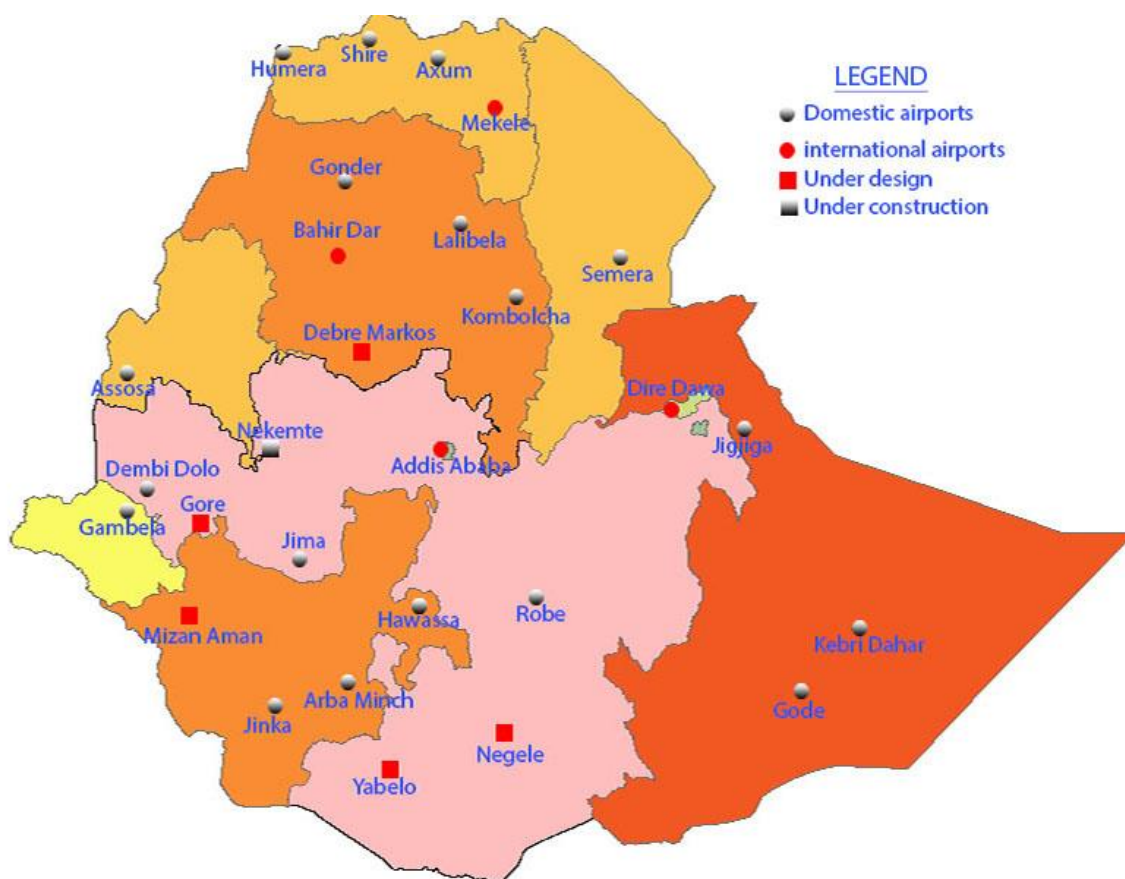 Shire
Humera
Axum
LEGEND
Domestic airports
Mekele
international airports
Gonder
Under design
Under construction
Bahir Dar
Lalibela
Semera
Kombolcha
Debre Markos
Assosa
Dire Dawa
Nekemte
Jigjiga
Addis Ababa
Dembi Dolo
Gore
Gambela
Jima
Hawassa
Robe
Mizan Aman
Kebri Dahar
Arba Minch
Jinka
Gode
Negele
Yabelo